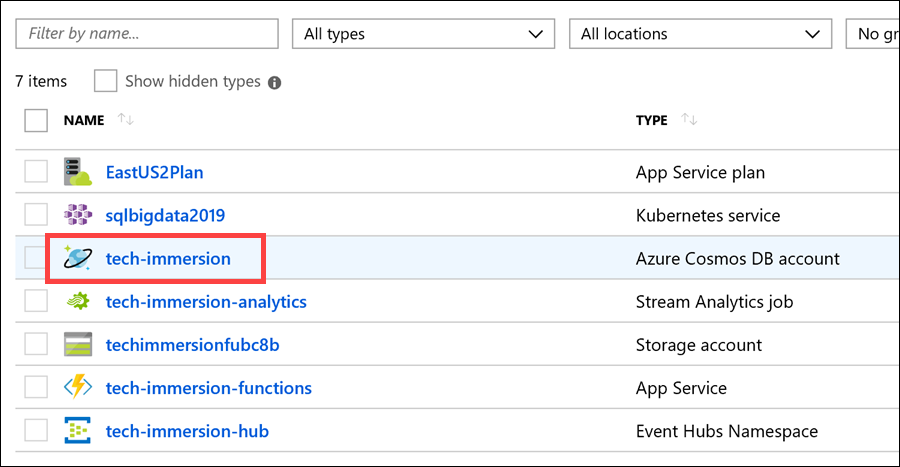 Filter by name... All types All locations No gr
7 items Show hidden types
NAME TYPE
EastUS2Plan App Service plan
sqlbigdata2019 Kubernetes service
tech-immersion Azure Cosmos DB account
tech-immersion-analytics Stream Analytics job
techimmersionfubc8b Storage account
tech-immersion-functions App Service
tech-immersion-hub Event Hubs Namespace